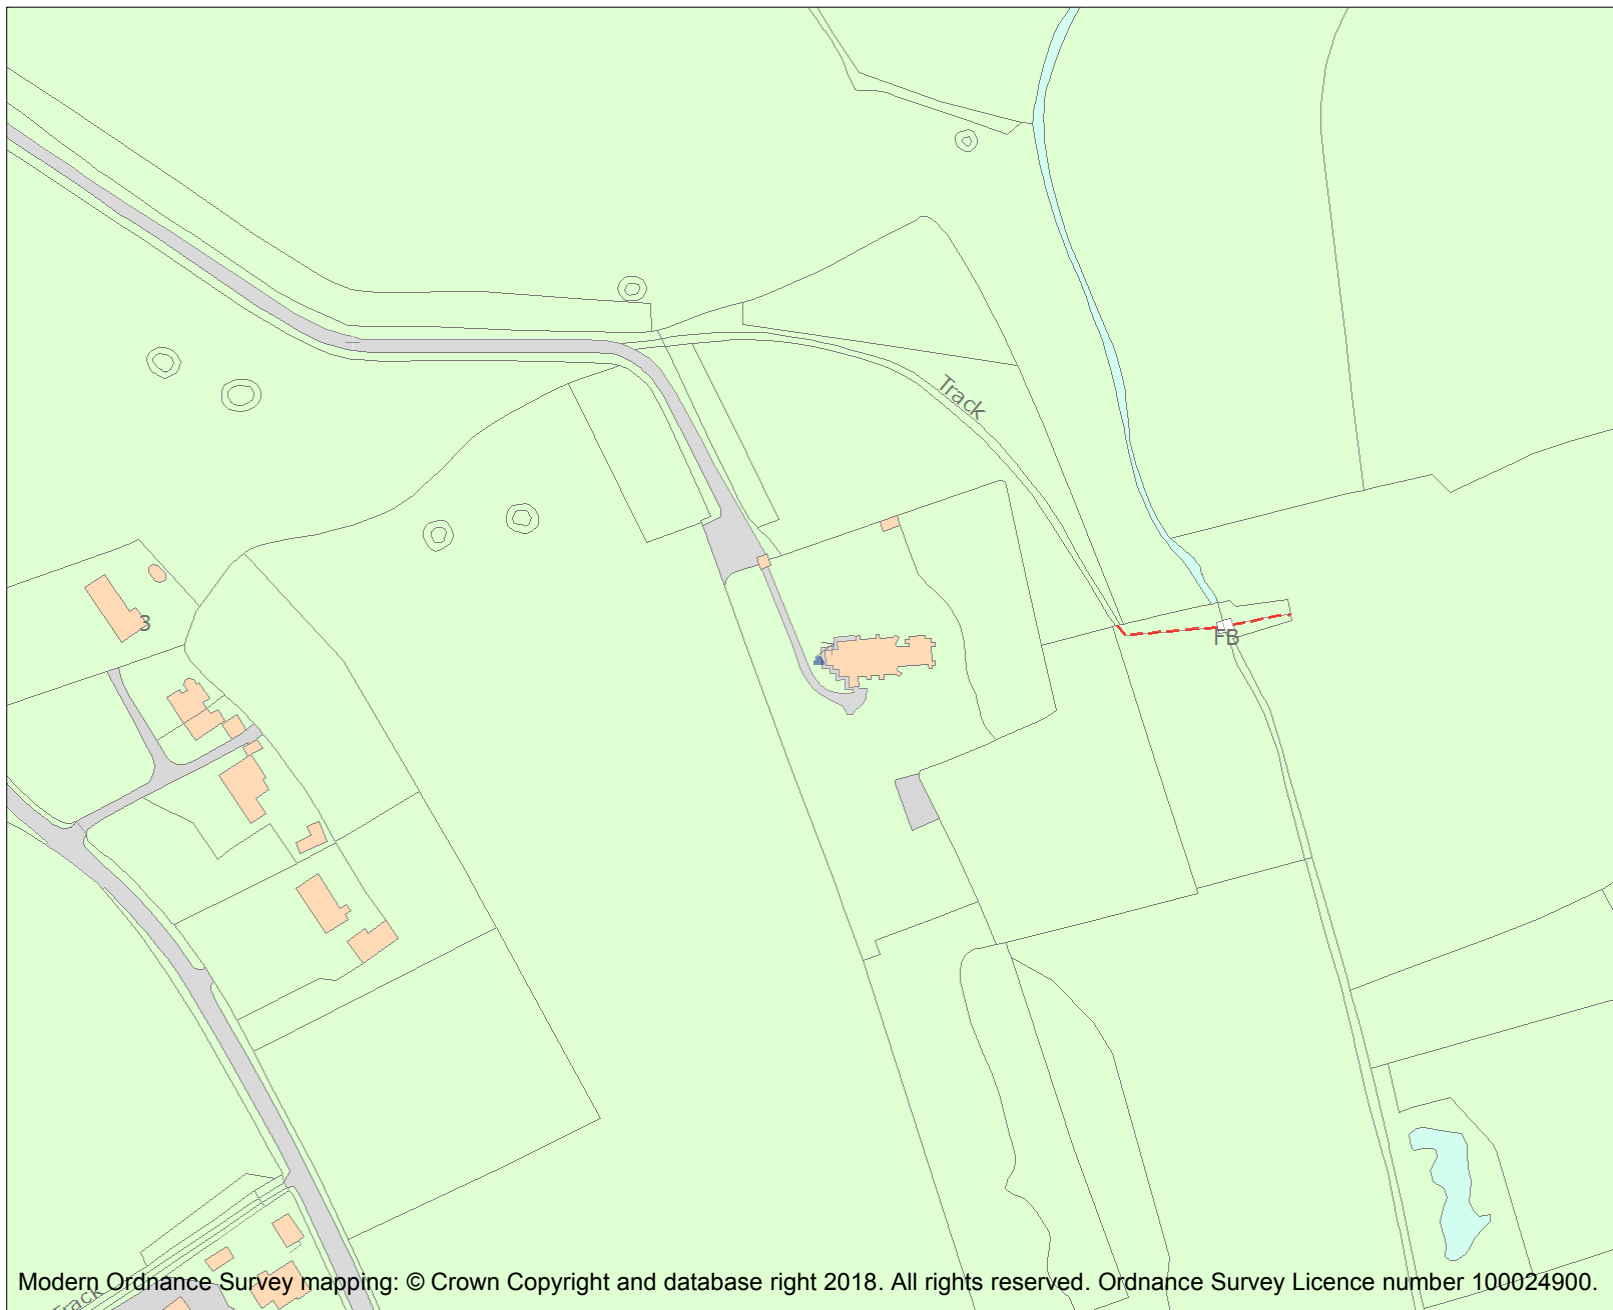 Track
3
FB
Track
Modern Ordnance Survey mapping: © Crown Copyright and database right 2018. All rights reserved. Ordnance Survey Licence number 100024900.